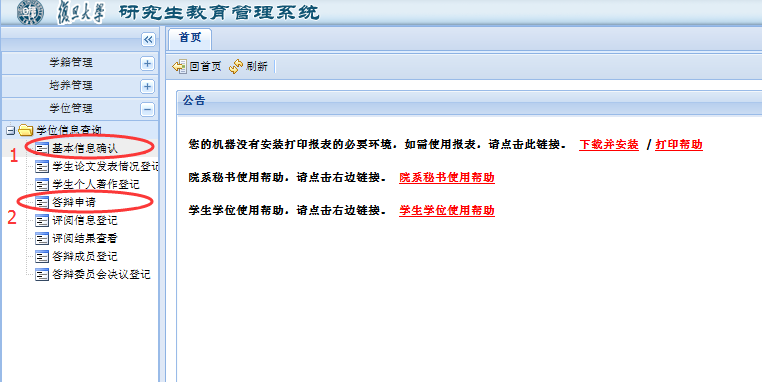 復旦大學 研究生教育管理系统
首页
学籍管理
回首页 刷新
培养管理
学位管理
公告
学位信息查询
1 基本信息确认
您的机器没有安装打印报表的必要环境，如需使用报表，请点击此链接。 下载并安装 / 打印帮助
学生论文发表情况登记
院系秘书使用帮助，请点击右边链接。 院系秘书使用帮助
学生个人著作登记
2 答辩申请
学生学位使用帮助，请点击右边链接。 学生学位使用帮助
评阅信息登记
评阅结果查看
答辩成员登记
答辩委员会决议登记